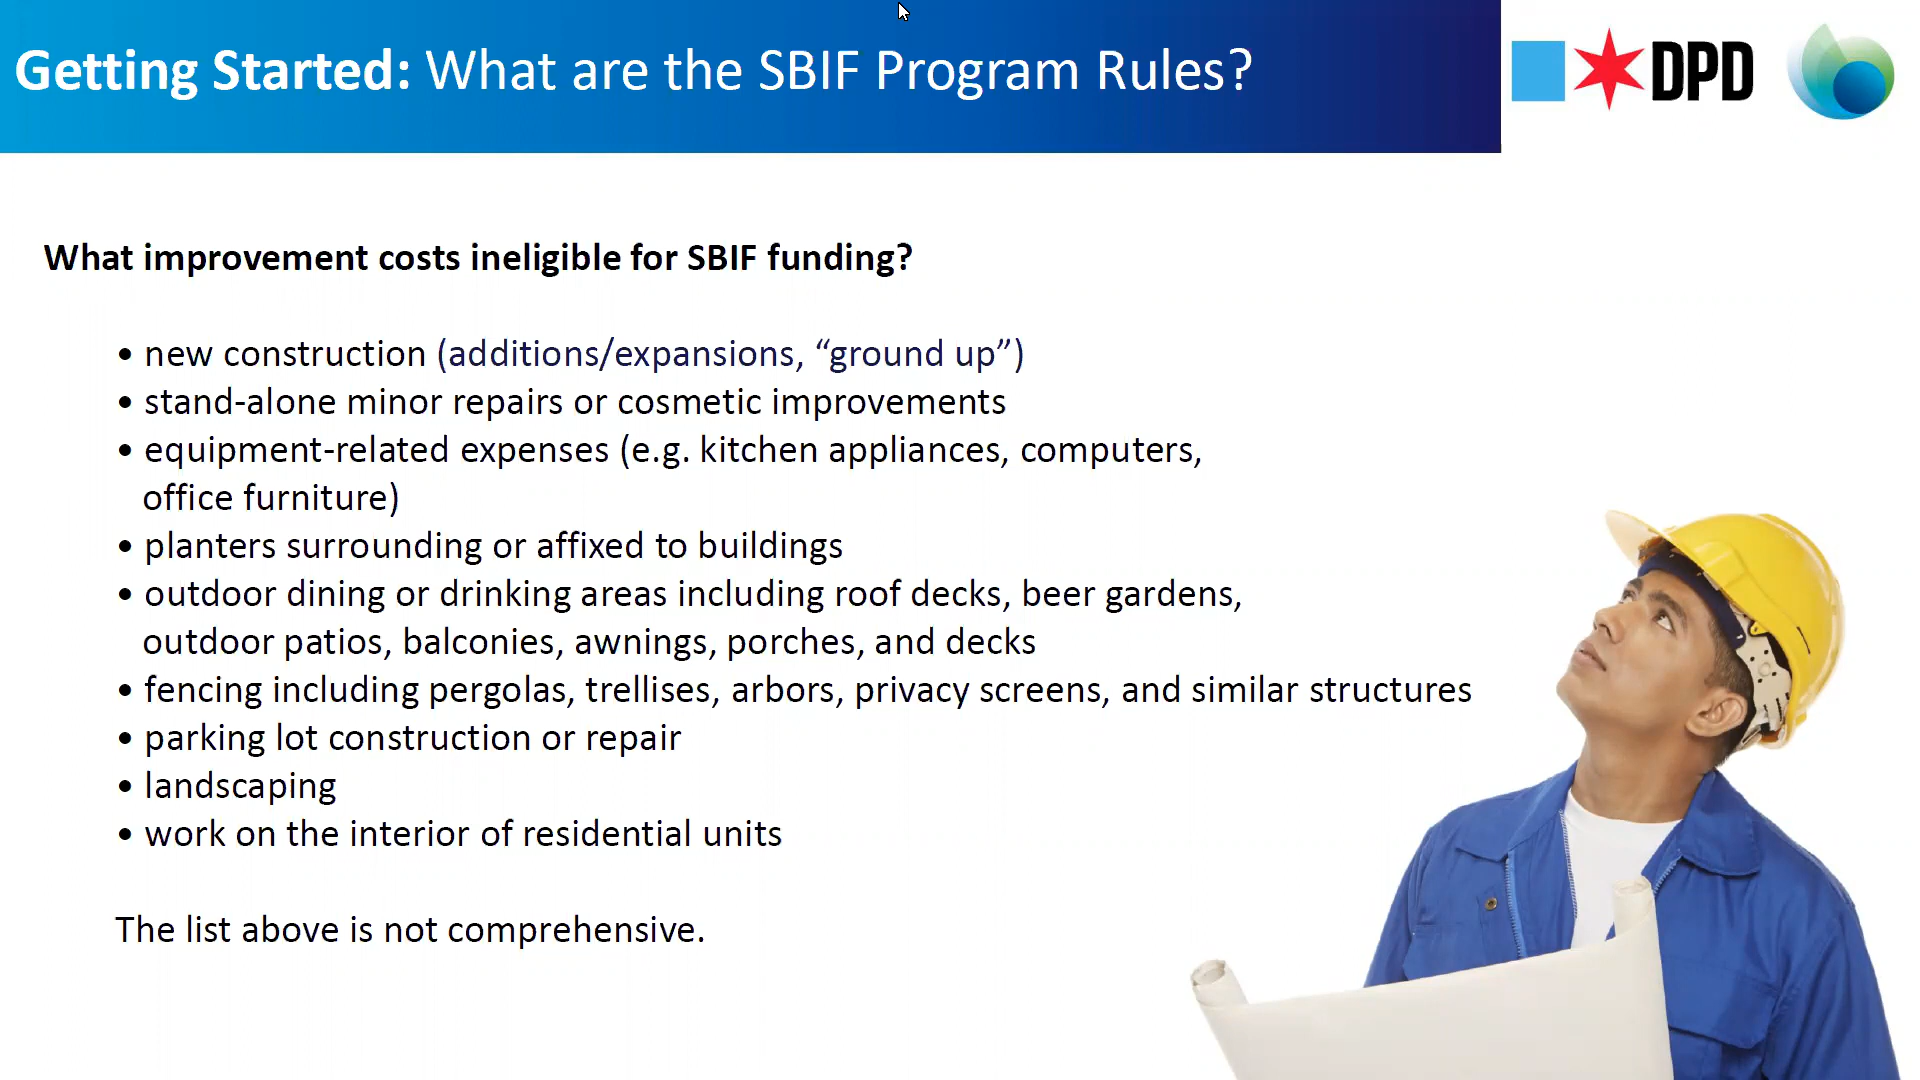 Getting Started: What are the SBIF Program Rules?
DPD
What improvement costs ineligible for SBIF funding?
• new construction (additions/expansions, “ground up”)
• stand-alone minor repairs or cosmetic improvements
• equipment-related expenses (e.g. kitchen appliances, computers,
office furniture)
• planters surrounding or affixed to buildings
• outdoor dining or drinking areas including roof decks, beer gardens,
outdoor patios, balconies, awnings, porches, and decks
• fencing including pergolas, trellises, arbors, privacy screens, and similar structures
• parking lot construction or repair
• landscaping
• work on the interior of residential units
The list above is not comprehensive.